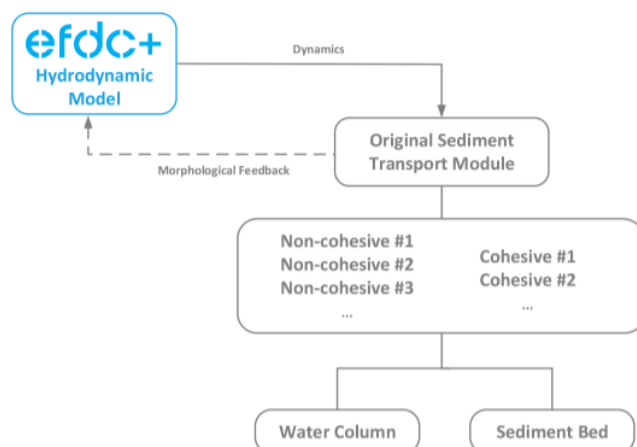 efdc+
Hydrodynamic
Model
Dynamics
Original Sediment
Transport Module
Morphological Feedback
Non-cohesive #1
Non-cohesive #2
Non-cohesive #3
...
Cohesive #1
Cohesive #2
...
Water Column
Sediment Bed